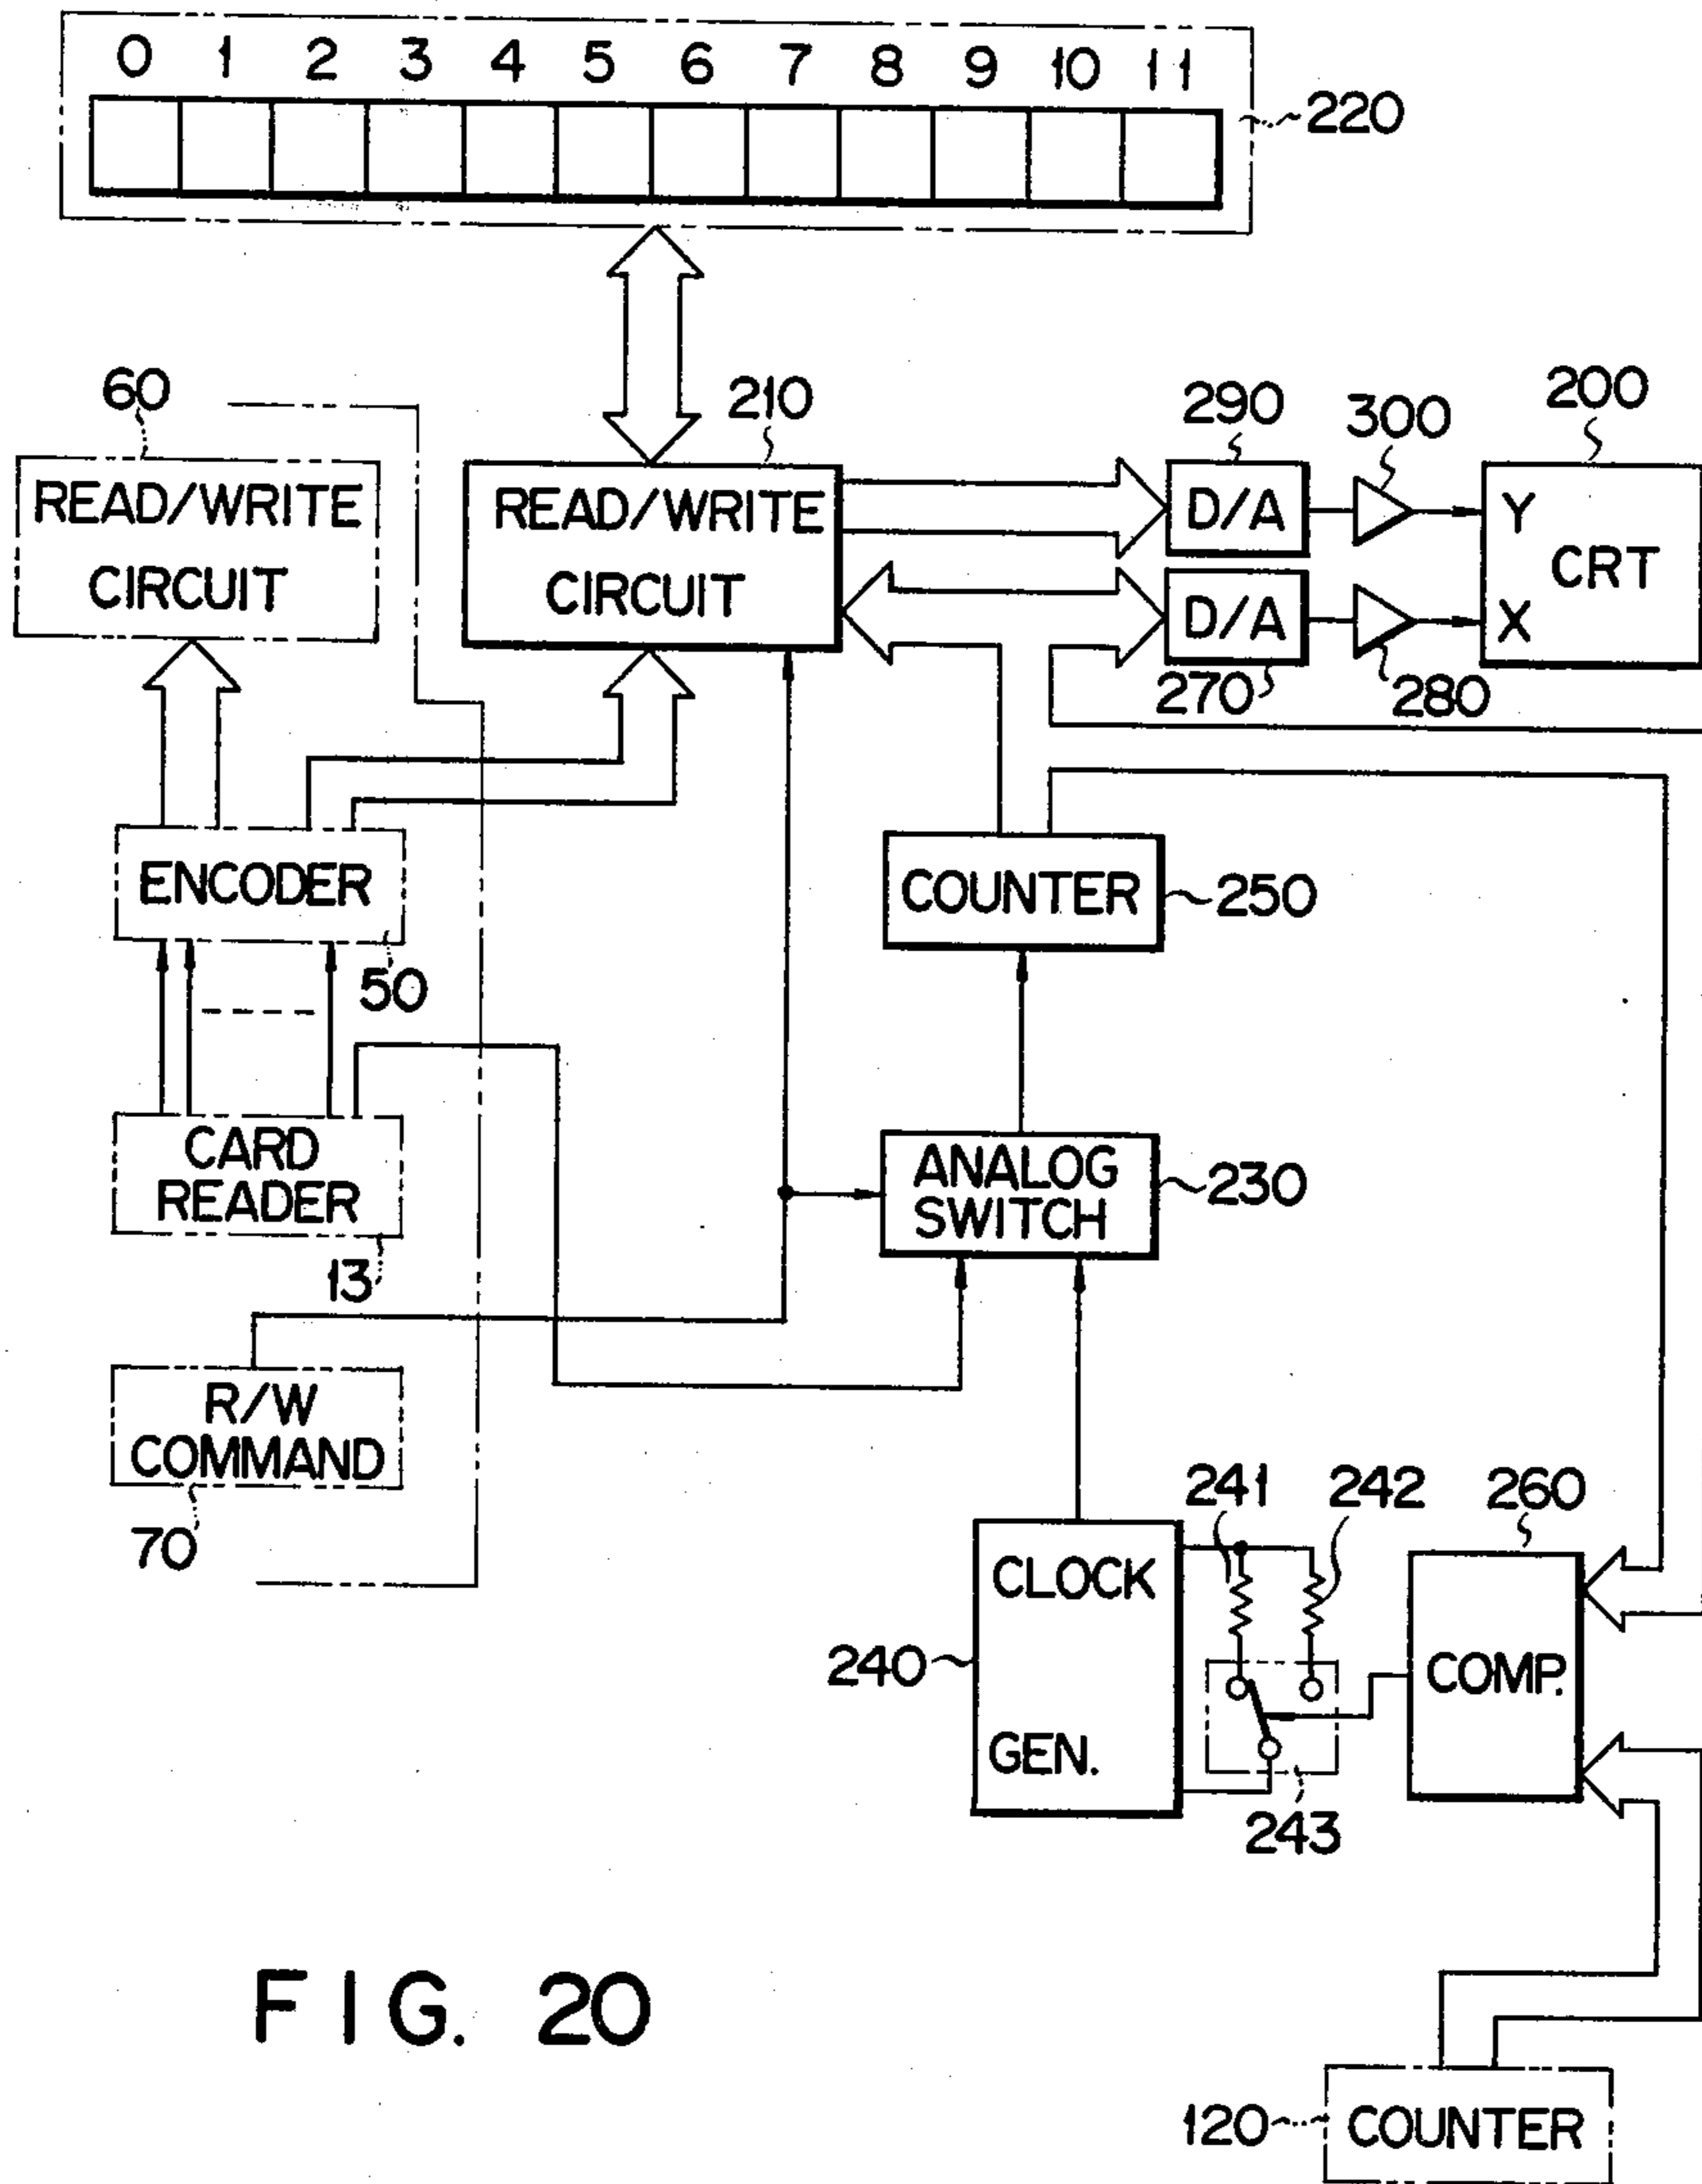 0 1 2 3 4 5 6 7 8 9 10 11
220
60
210
290
300
200
READ/WRITE
CIRCUIT
READ/WRITE
CIRCUIT
D/A
D/A
Y
CRT
X
270
280
ENCODER
50
COUNTER
250
CARD
READER
13
ANALOG
SWITCH
230
R/W
COMMAND
70
241
242
260
CLOCK
GEN.
240
COMP.
243
FIG. 20
120
COUNTER